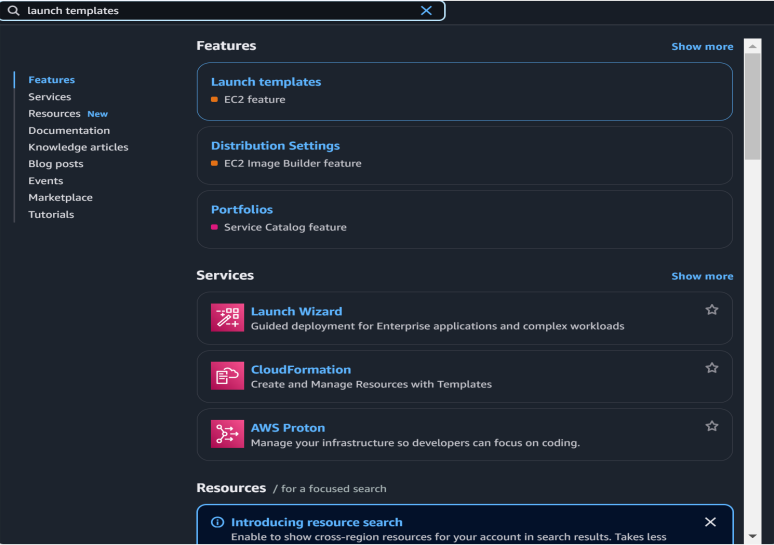 launch templates
Features
Services
Resources New
Documentation
Knowledge articles
Blog posts
Events
Marketplace
Tutorials
Features Show more
Launch templates
EC2 feature
Distribution Settings
EC2 Image Builder feature
Portfolios
Service Catalog feature
Services Show more
Launch Wizard
Guided deployment for Enterprise applications and complex workloads
CloudFormation
Create and Manage Resources with Templates
AWS Proton
Manage your infrastructure so developers can focus on coding.
Resources / for a focused search
Introducing resource search
Enable to show cross-region resources for your account in search results. Takes less